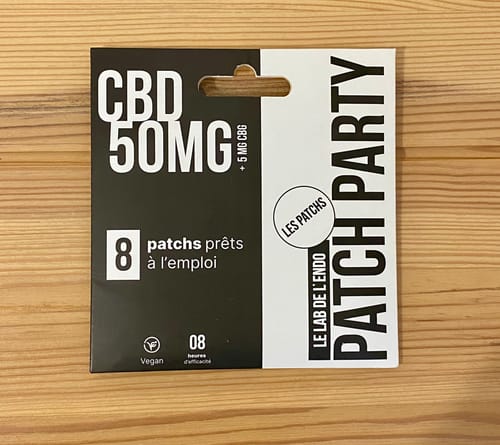 CBD
50MG
+ 5 MG CBG
8
patchs prêts
à l'emploi
Vegan
08
heures
d'efficacité
LES PATCHS
LE LAB DE L'ENDO
PATCH PARTY